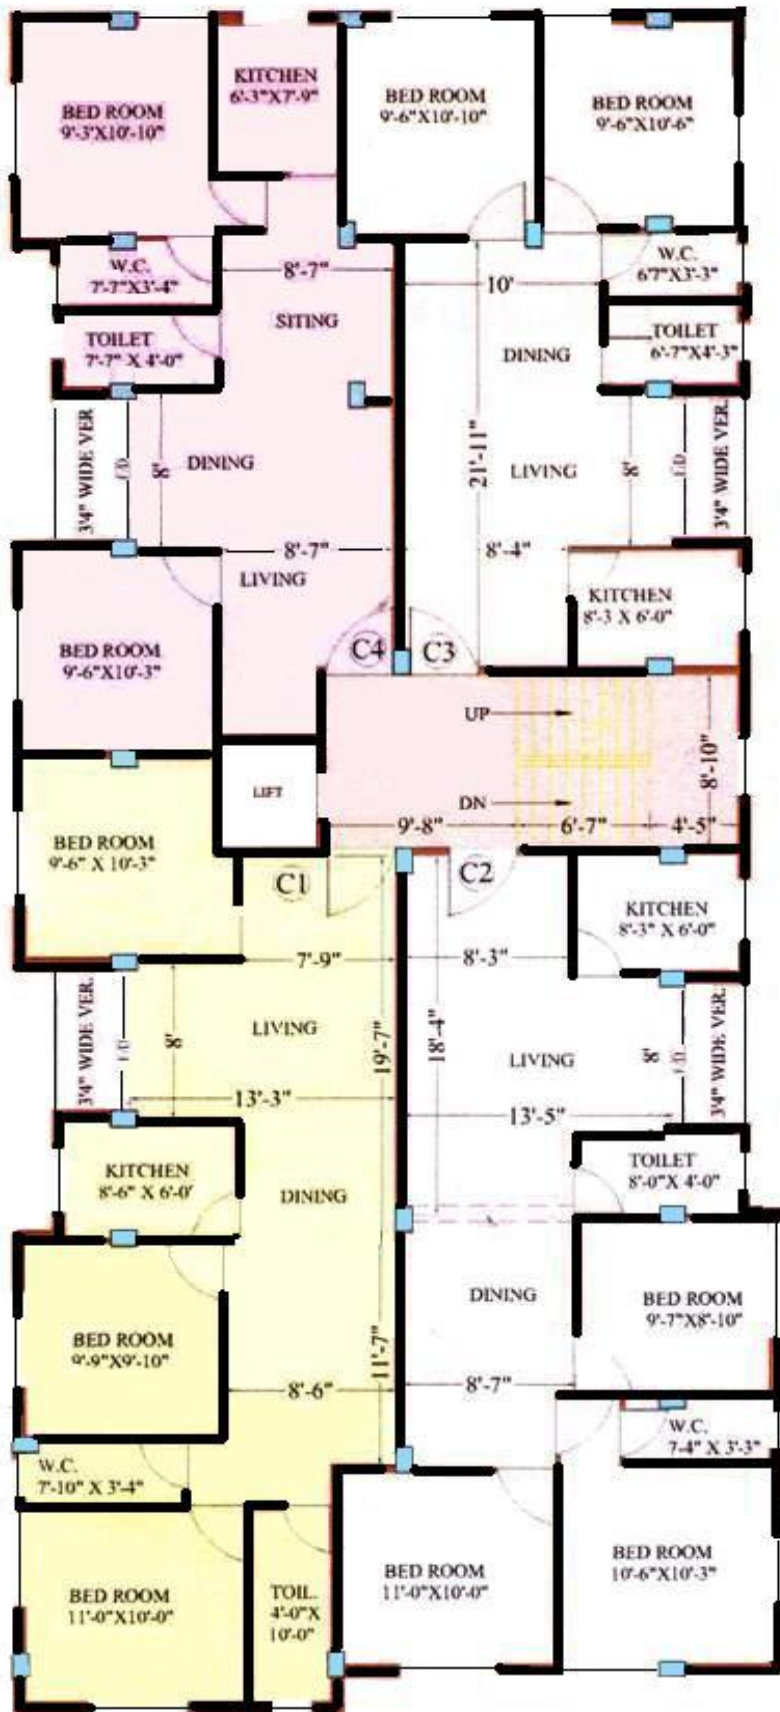 BED ROOM
9'-3'X10'-10"
KITCHEN
6'-3"X7'-9"
BED ROOM
9'-6"X10'-10"
BED ROOM
9'-6"X10'-6"
W.C.
7'-7"X3'-4"
8'-7"
10'
W.C.
6'7"X3'-3"
SITING
TOILET
7'-7" X 4'-0"
DINING
TOILET
6'-7"X4'-3"
3'4" WIDE VER.
8'
DINING
21'-11"
LIVING
8'
3'4" WIDE VER.
8'-7"
8'-4"
LIVING
KITCHEN
8'-3 X 6'-0"
BED ROOM
9'-6"X10'-3"
C4
C3
UP
8'-10"
LIFT
DN
9'-8"
6'-7"
4'-5"
BED ROOM
9'-6" X 10'-3"
C1
C2
KITCHEN
8'-3" X 6'-0"
7'-9"
8'-3"
3'4" WIDE VER.
8'
LIVING
19'-7"
18'-4"
LIVING
8'
3'4" WIDE VER.
13'-3"
13'-5"
KITCHEN
8'-6" X 6'-0'
TOILET
8'-0"X 4'-0"
DINING
DINING
BED ROOM
9'-7"X8'-10"
BED ROOM
9'-9"X9'-10"
11'-7"
8'-6"
8'-7"
W.C.
7-4" X 3'-3"
W.C.
7'-10" X 3'-4"
BED ROOM
11'-0"X10'-0"
TOIL.
4'-0"X
10'-0"
BED ROOM
11'-0"X10'-0"
BED ROOM
10'-6"X10'-3"